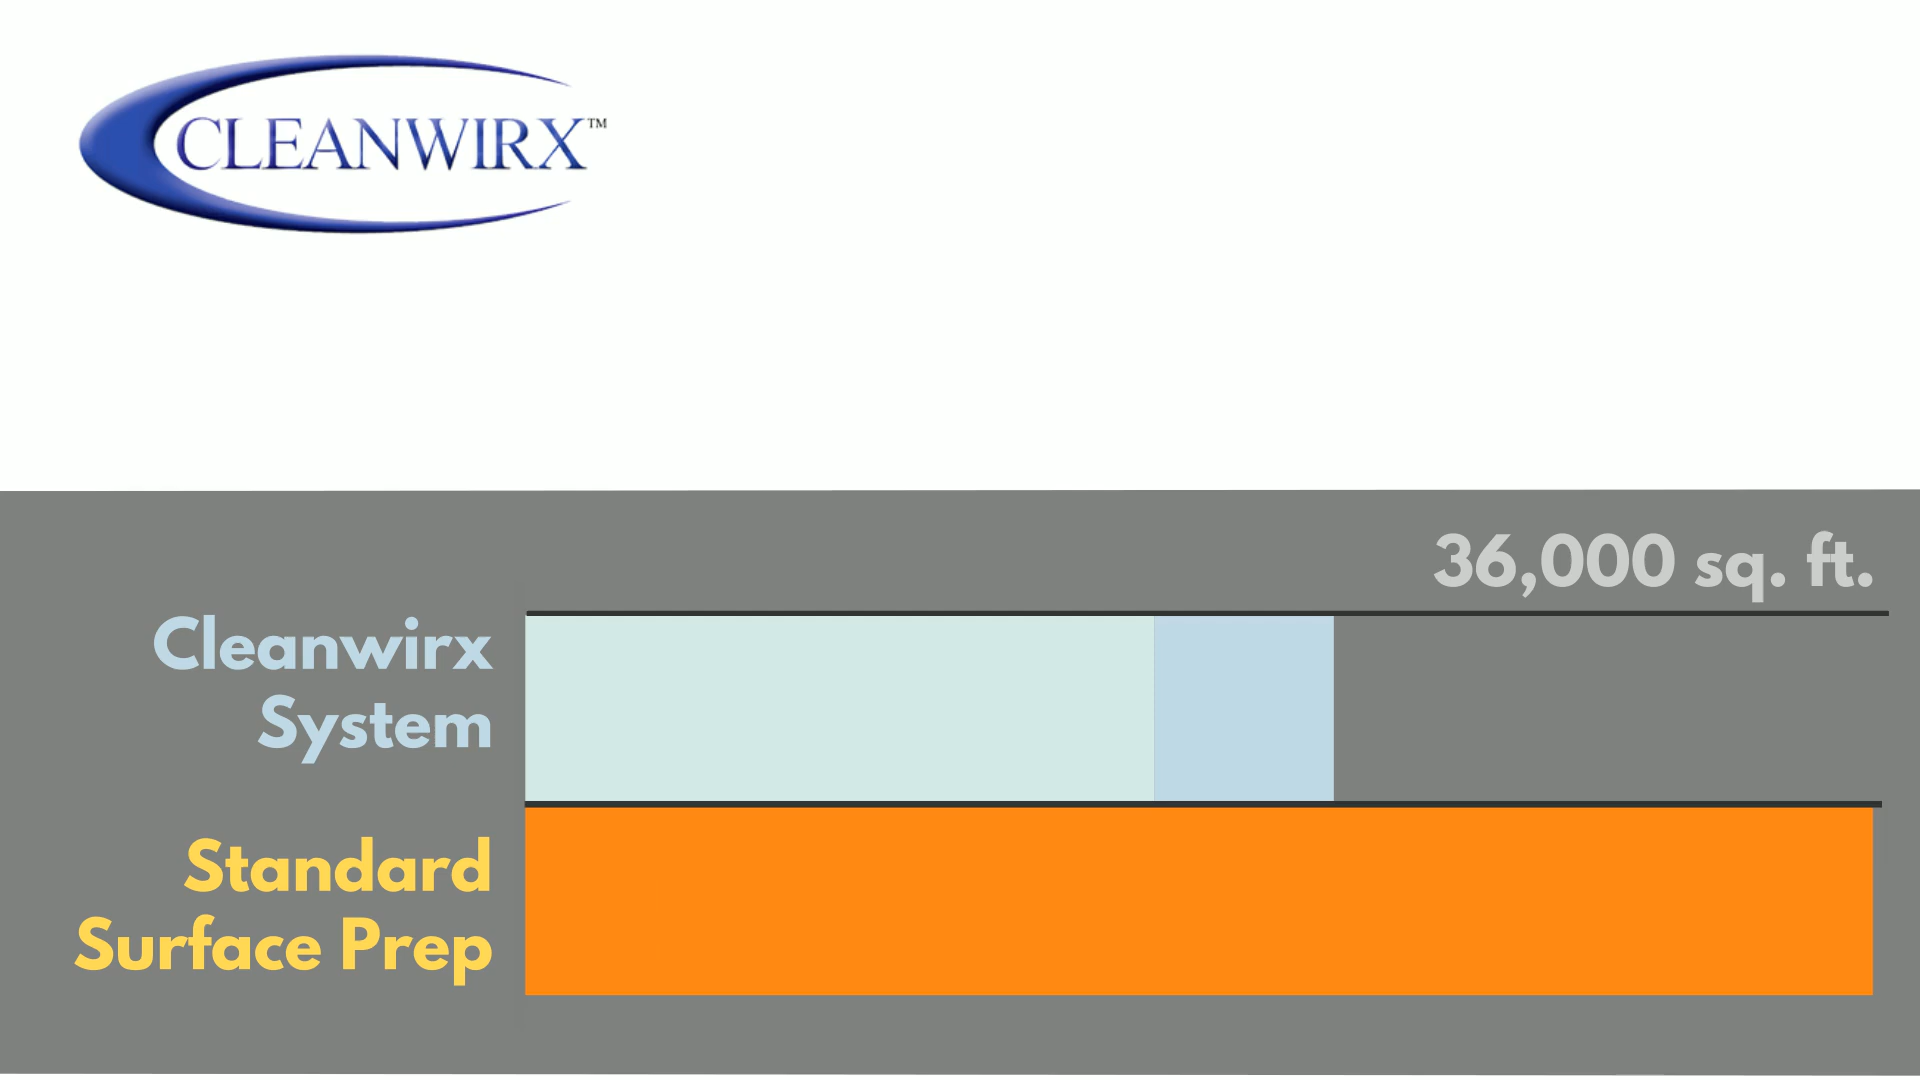 CLEANWIRX™
36,000 sq. ft.
Cleanwirx
System
Standard
Surface Prep